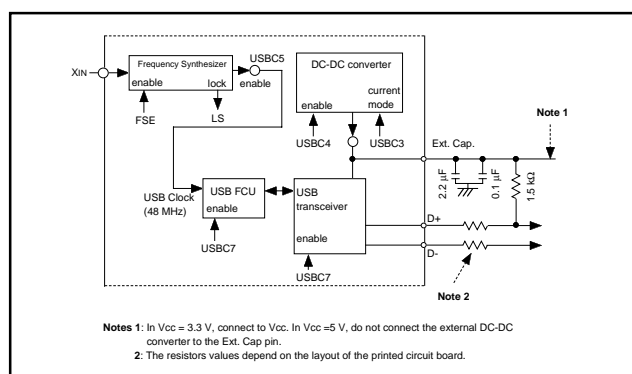 Frequency Synthesizer
USBC5
DC-DC converter
XIN
enable
lock
enable
current
mode
enable
FSE
LS
Note 1
USBC4
USBC3
Ext. Cap.
2.2 µF
0.1 µF
1.5 kΩ
USB Clock
(48 MHz)
USB FCU
enable
USB
transceiver
enable
D+
D-
USBC7
USBC7
Note 2
Notes 1: In Vcc = 3.3 V, connect to Vcc. In Vcc =5 V, do not connect the external DC-DC
converter to the Ext. Cap pin.
2: The resistors values depend on the layout of the printed circuit board.